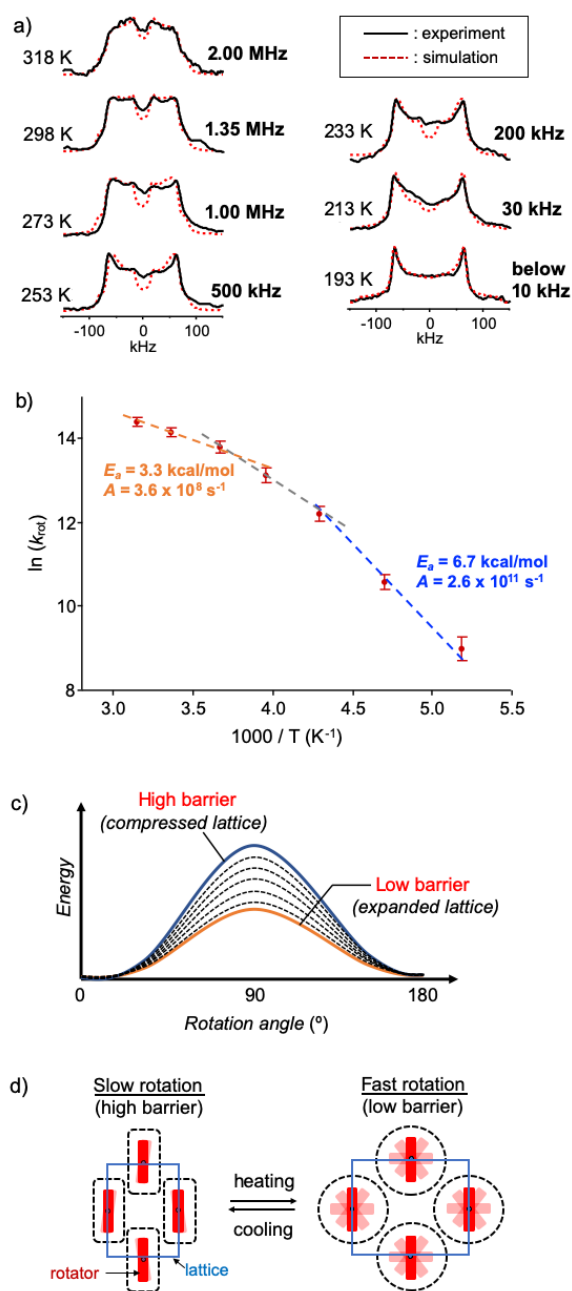 a)
: experiment
: simulation
318 K
2.00 MHz
298 K
1.35 MHz
273 K
1.00 MHz
253 K
500 kHz
-100 0 100
kHz
233 K
200 kHz
213 K
30 kHz
193 K
below
10 kHz
-100 0 100
kHz
b)
ln (krot)
14
12
10
8
Ea = 3.3 kcal/mol
A = 3.6 x 10⁸ s⁻¹
Ea = 6.7 kcal/mol
A = 2.6 x 10¹¹ s⁻¹
3.0 3.5 4.0 4.5 5.0 5.5
1000 / T (K⁻¹)
c)
High barrier
(compressed lattice)
Low barrier
(expanded lattice)
Energy
0 90 180
Rotation angle (º)
d)
Slow rotation
(high barrier)
Fast rotation
(low barrier)
heating
cooling
rotator
lattice